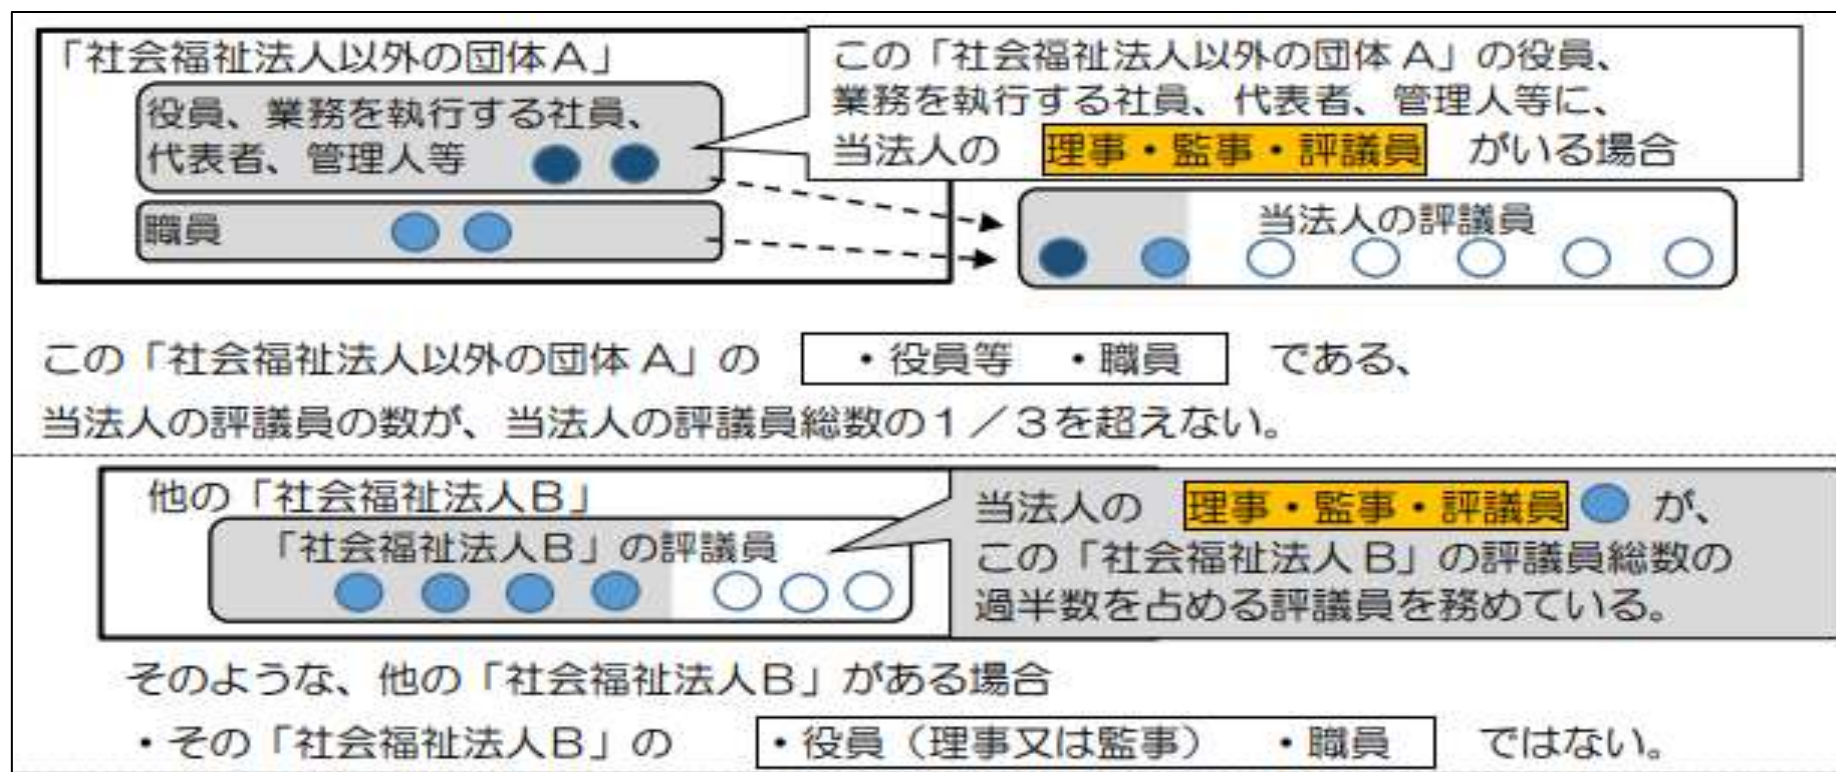 「社会福祉法人以外の団体A」
役員、業務を執行する社員、
代表者、管理人等
職員
この「社会福祉法人以外の団体A」の役員、
業務を執行する社員、代表者、管理人等に、
当法人の 理事・監事・評議員 がいる場合
当法人の評議員
この「社会福祉法人以外の団体A」の ・役員等 ・職員 である、
当法人の評議員の数が、当法人の評議員総数の1/3を超えない。
他の「社会福祉法人B」
「社会福祉法人B」の評議員
当法人の 理事・監事・評議員 が、
この「社会福祉法人B」の評議員総数の
過半数を占める評議員を務めている。
そのような、他の「社会福祉法人B」がある場合
・その「社会福祉法人B」の ・役員(理事又は監事) ・職員 ではない。